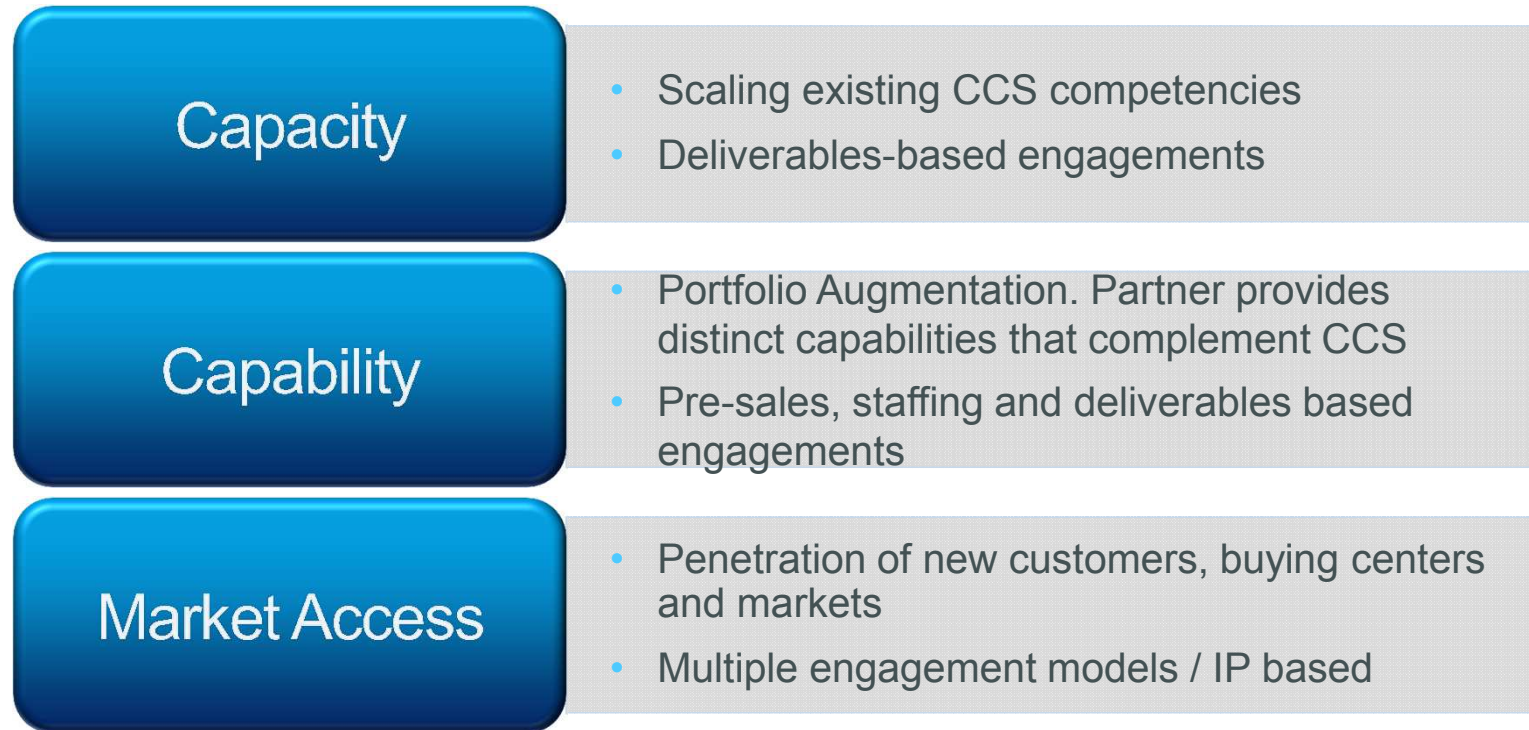 Capacity
• Scaling existing CCS competencies
• Deliverables-based engagements
Capability
• Portfolio Augmentation. Partner provides
distinct capabilities that complement CCS
• Pre-sales, staffing and deliverables based
engagements
Market Access
• Penetration of new customers, buying centers
and markets
• Multiple engagement models / IP based